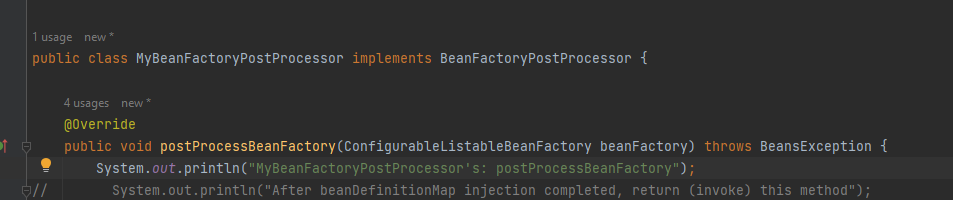 1 usage new *
public class MyBeanFactoryPostProcessor implements BeanFactoryPostProcessor {
4 usages new *
@Override
public void postProcessBeanFactory(ConfigurableListableBeanFactory beanFactory) throws BeansException {
System.out.println("MyBeanFactoryPostProcessor's: postProcessBeanFactory");
// System.out.println("After beanDefinitionMap injection completed, return (invoke) this method");